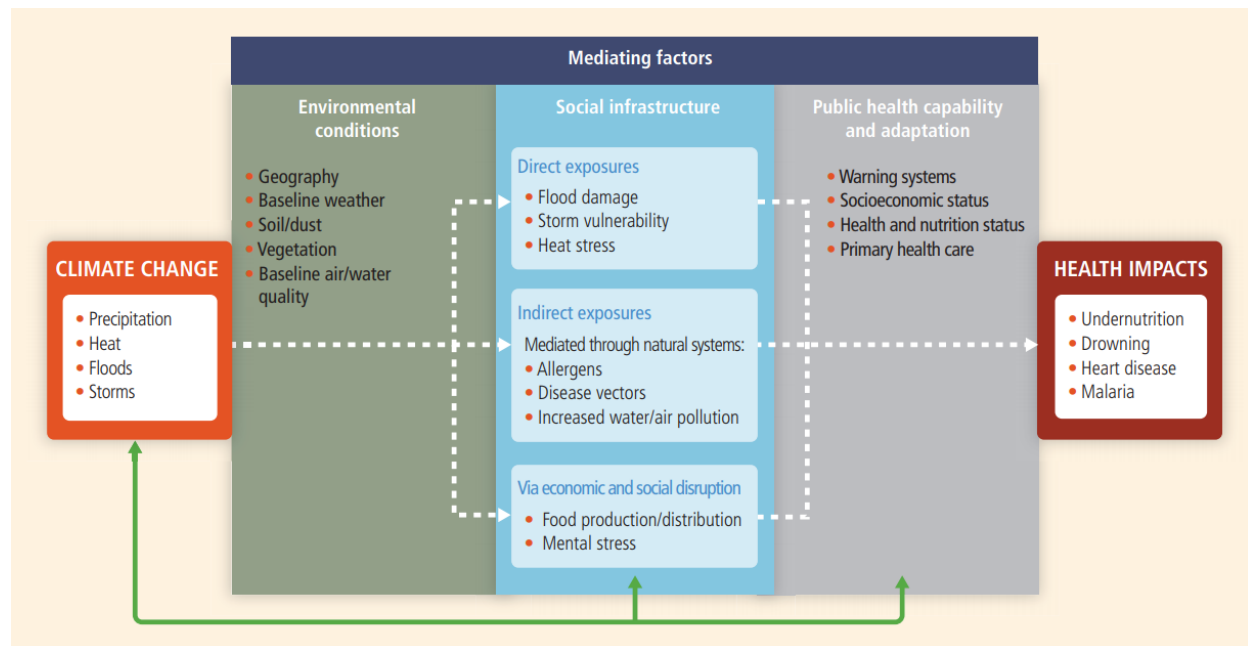 Mediating factors
Environmental
conditions
Social infrastructure
Public health capability
and adaptation
CLIMATE CHANGE
• Precipitation
• Heat
• Floods
• Storms
• Geography
• Baseline weather
• Soil/dust
• Vegetation
• Baseline air/water
quality
Direct exposures
• Flood damage
• Storm vulnerability
• Heat stress
Indirect exposures
Mediated through natural systems:
• Allergens
• Disease vectors
• Increased water/air pollution
Via economic and social disruption
• Food production/distribution
• Mental stress
• Warning systems
• Socioeconomic status
• Health and nutrition status
• Primary health care
HEALTH IMPACTS
• Undernutrition
• Drowning
• Heart disease
• Malaria